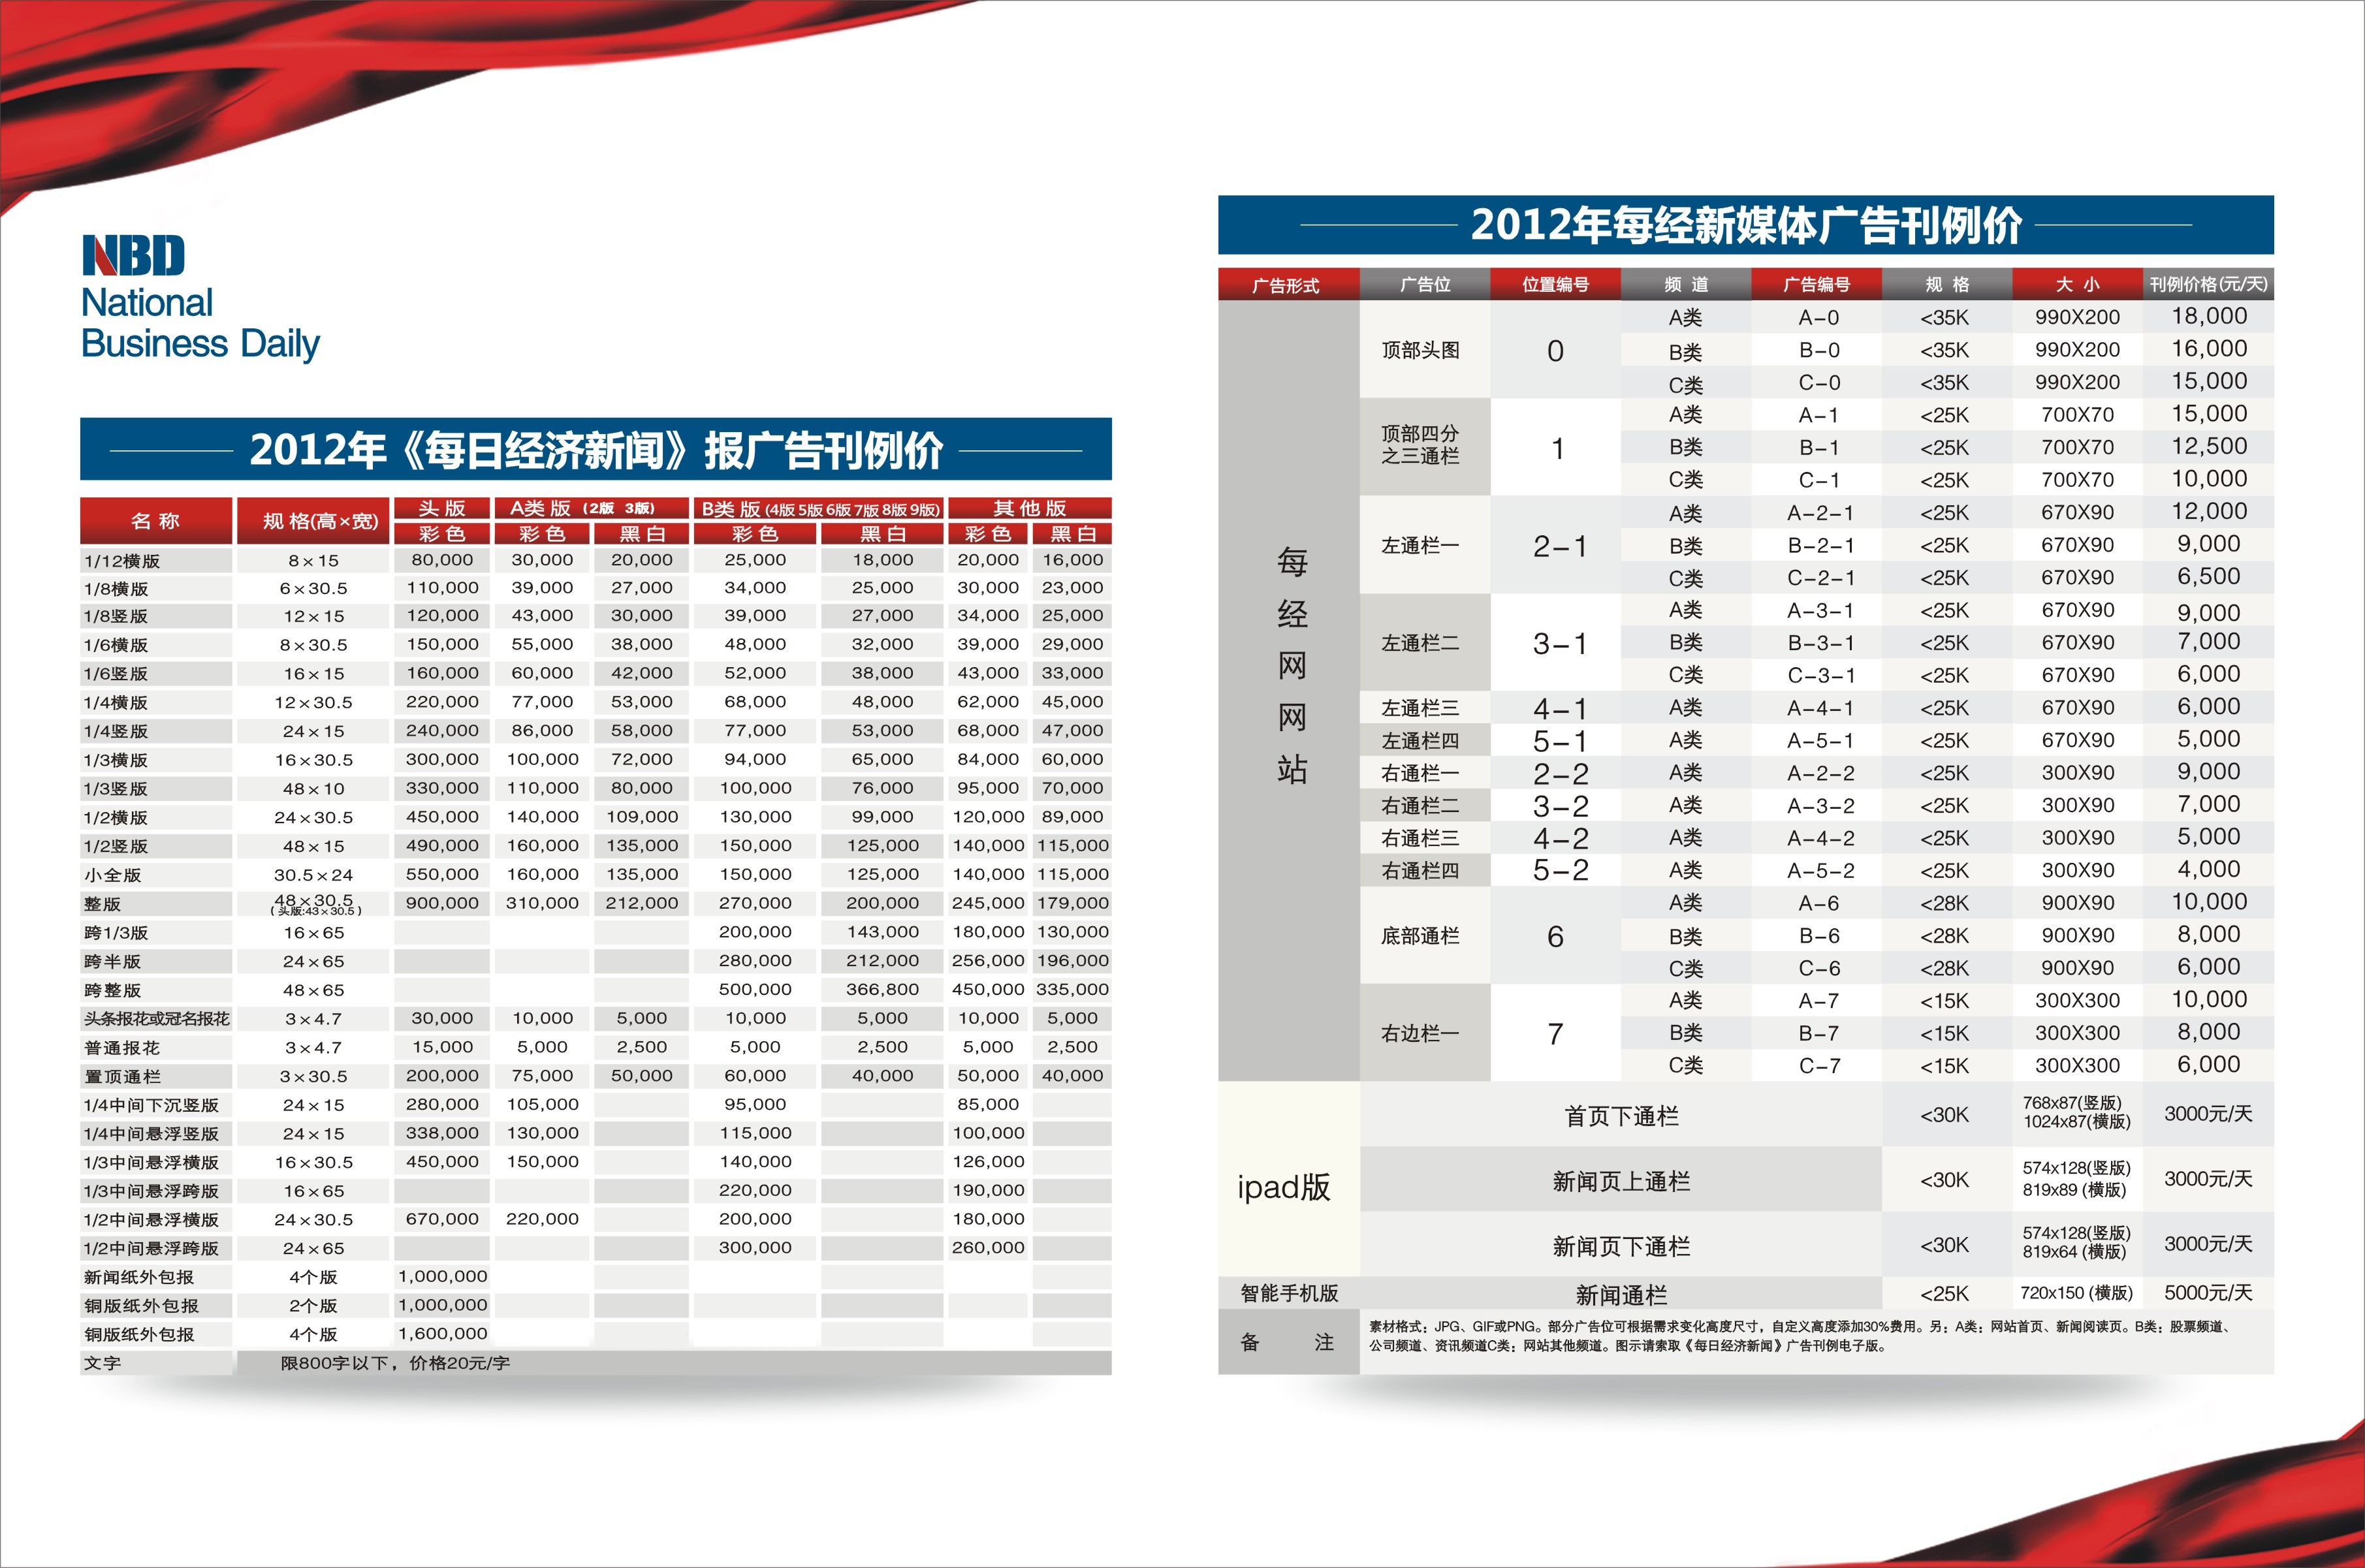 NBD
National
Business Daily
2012年《每日经济新闻》报广告刊例价
名 称 规 格(高×宽) 头 版 A类 版 (2版 3版) B类 版 (4版 5版 6版 7版 8版 9版) 其 他 版
彩 色 彩 色 黑 白 彩 色 黑 白 彩 色 黑 白
1/12横版 8×15 80,000 30,000 20,000 25,000 18,000 20,000 16,000
1/8横版 6×30.5 110,000 39,000 27,000 34,000 25,000 30,000 23,000
1/8竖版 12×15 120,000 43,000 30,000 39,000 27,000 34,000 25,000
1/6横版 8×30.5 150,000 55,000 38,000 48,000 32,000 39,000 29,000
1/6竖版 16×15 160,000 60,000 42,000 52,000 38,000 43,000 33,000
1/4横版 12×30.5 220,000 77,000 53,000 68,000 48,000 62,000 45,000
1/4竖版 24×15 240,000 86,000 58,000 77,000 53,000 68,000 47,000
1/3横版 16×30.5 300,000 100,000 72,000 94,000 65,000 84,000 60,000
1/3竖版 48×10 330,000 110,000 80,000 100,000 76,000 95,000 70,000
1/2横版 24×30.5 450,000 140,000 109,000 130,000 99,000 120,000 89,000
1/2竖版 48×15 490,000 160,000 135,000 150,000 125,000 140,000 115,000
小全版 30.5×24 550,000 160,000 135,000 150,000 125,000 140,000 115,000
整版 48×30.5 900,000 310,000 212,000 270,000 200,000 245,000 179,000
(头版:43×30.5)
跨1/3版 16×65 200,000 143,000 180,000 130,000
跨半版 24×65 280,000 212,000 256,000 196,000
跨整版 48×65 500,000 366,800 450,000 335,000
头条报花或冠名报花 3×4.7 30,000 10,000 5,000 10,000 5,000 10,000 5,000
普通报花 3×4.7 15,000 5,000 2,500 5,000 2,500 5,000 2,500
置顶通栏 3×30.5 200,000 75,000 50,000 60,000 40,000 50,000 40,000
1/4中间下沉竖版 24×15 280,000 105,000 95,000 85,000
1/4中间悬浮竖版 24×15 338,000 130,000 115,000 100,000
1/3中间悬浮横版 16×30.5 450,000 150,000 140,000 126,000
1/3中间悬浮跨版 16×65 220,000 190,000
1/2中间悬浮横版 24×30.5 670,000 220,000 200,000 180,000
1/2中间悬浮跨版 24×65 300,000 260,000
新闻纸外包报 4个版 1,000,000
铜版纸外包报 2个版 1,000,000
铜版纸外包报 4个版 1,600,000
文字 限800字以下，价格20元/字
2012年每经新媒体广告刊例价
广告形式 广告位 位置编号 频 道 广告编号 规 格 大 小 刊例价格(元/天)
每经网网站
顶部头图 0 A类 A-0 <35K 990X200 18,000
B类 B-0 <35K 990X200 16,000
C类 C-0 <35K 990X200 15,000
顶部四分之三通栏 1 A类 A-1 <25K 700X70 15,000
B类 B-1 <25K 700X70 12,500
C类 C-1 <25K 700X70 10,000
左通栏一 2-1 A类 A-2-1 <25K 670X90 12,000
B类 B-2-1 <25K 670X90 9,000
C类 C-2-1 <25K 670X90 6,500
左通栏二 3-1 A类 A-3-1 <25K 670X90 9,000
B类 B-3-1 <25K 670X90 7,000
C类 C-3-1 <25K 670X90 6,000
左通栏三 4-1 A类 A-4-1 <25K 670X90 6,000
左通栏四 5-1 A类 A-5-1 <25K 670X90 5,000
右通栏一 2-2 A类 A-2-2 <25K 300X90 9,000
右通栏二 3-2 A类 A-3-2 <25K 300X90 7,000
右通栏三 4-2 A类 A-4-2 <25K 300X90 5,000
右通栏四 5-2 A类 A-5-2 <25K 300X90 4,000
底部通栏 6 A类 A-6 <28K 900X90 10,000
B类 B-6 <28K 900X90 8,000
C类 C-6 <28K 900X90 6,000
右边栏一 7 A类 A-7 <15K 300X300 10,000
B类 B-7 <15K 300X300 8,000
C类 C-7 <15K 300X300 6,000
ipad版
首页下通栏 <30K 768x87(竖版) 1024x87(横版) 3000元/天
新闻页上通栏 <30K 574x128(竖版) 819x89 (横版) 3000元/天
新闻页下通栏 <30K 574x128(竖版) 819x64 (横版) 3000元/天
智能手机版 新闻通栏 <25K 720x150 (横版) 5000元/天
备 注 素材格式：JPG、GIF或PNG。部分广告位可根据需求变化高度尺寸，自定义高度添加30%费用。另：A类：网站首页、新闻阅读页。B类：股票频道、
公司频道、资讯频道C类：网站其他频道。图示请索取《每日经济新闻》广告刊例电子版。